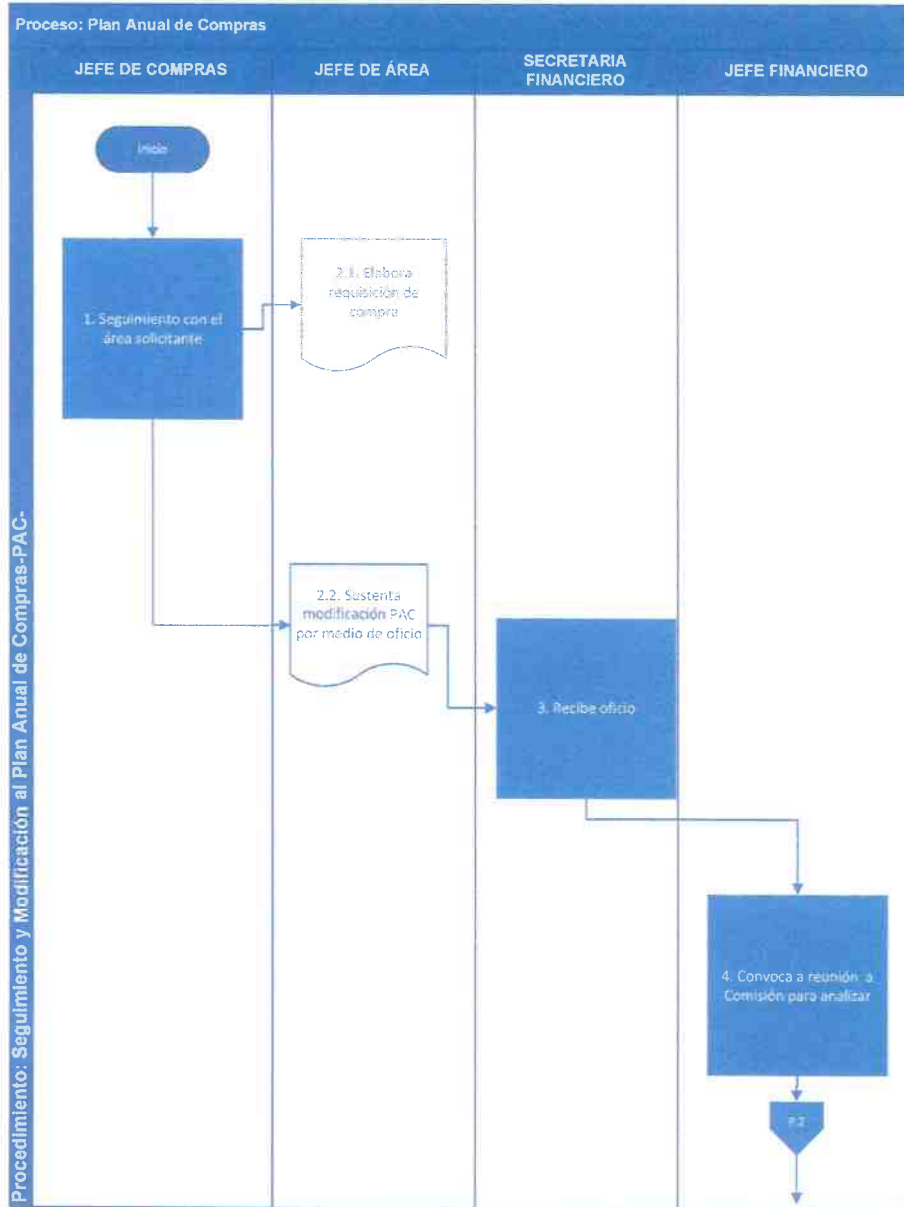 Proceso: Plan Anual de Compras
JEFE DE COMPRAS
JEFE DE ÁREA
SECRETARIA
FINANCIERO
JEFE FINANCIERO
Procedimiento: Seguimiento y Modificación al Plan Anual de Compras-PAC-
Inicio
1. Seguimiento con el
área solicitante
2.1. Elabora
requisición de
compra
2.2. Sustenta
modificación PAC
por medio de oficio
3. Recibe oficio
4. Convoca a reunión a
Comisión para analizar
P.2